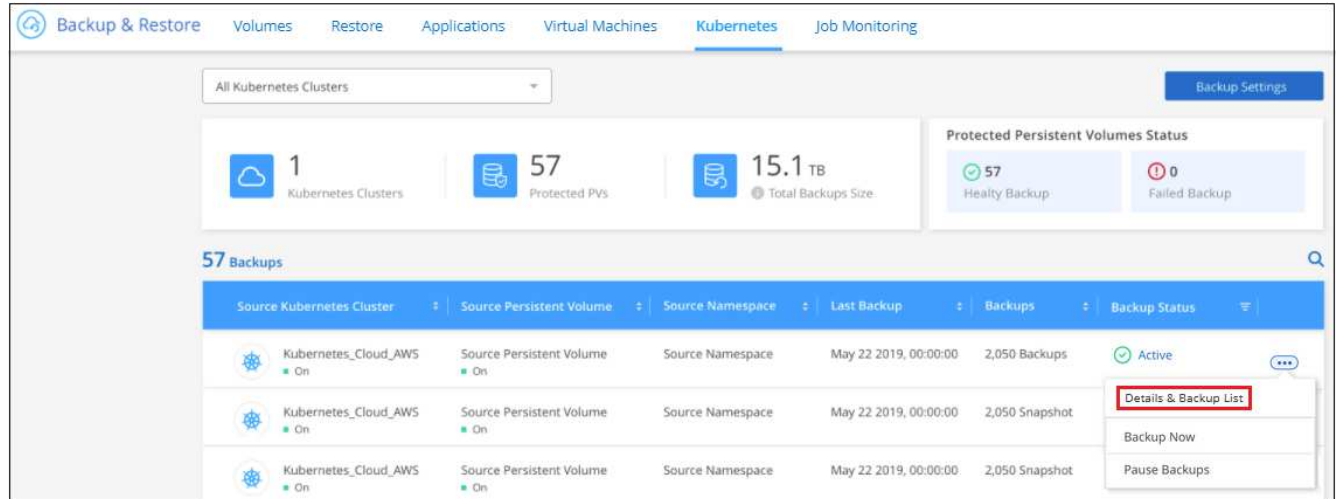 Backup & Restore Volumes Restore Applications Virtual Machines Kubernetes Job Monitoring
All Kubernetes Clusters
Backup Settings
1
Kubernetes Clusters
57
Protected PVs
15.1 TB
Total Backups Size
Protected Persistent Volumes Status
57
Healty Backup
0
Failed Backup
57 Backups
Source Kubernetes Cluster Source Persistent Volume Source Namespace Last Backup Backups Backup Status
Kubernetes_Cloud_AWS Source Persistent Volume Source Namespace May 22 2019, 00:00:00 2,050 Backups Active
On On
Details & Backup List
Kubernetes_Cloud_AWS Source Persistent Volume Source Namespace May 22 2019, 00:00:00 2,050 Snapshot
On On
Backup Now
Kubernetes_Cloud_AWS Source Persistent Volume Source Namespace May 22 2019, 00:00:00 2,050 Snapshot
Pause Backups
On On